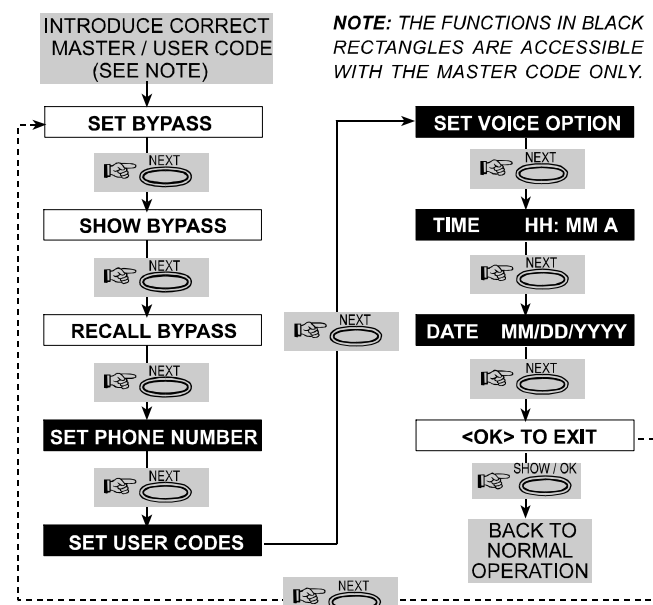 INTRODUCE CORRECT
MASTER / USER CODE
(SEE NOTE)
NOTE: THE FUNCTIONS IN BLACK
RECTANGLES ARE ACCESSIBLE
WITH THE MASTER CODE ONLY.
SET BYPASS
NEXT
SHOW BYPASS
NEXT
RECALL BYPASS
NEXT
SET PHONE NUMBER
NEXT
SET USER CODES
NEXT
SET VOICE OPTION
NEXT
TIME HH: MM A
NEXT
DATE MM/DD/YYYY
NEXT
<OK> TO EXIT
SHOW / OK
BACK TO
NORMAL
OPERATION
NEXT